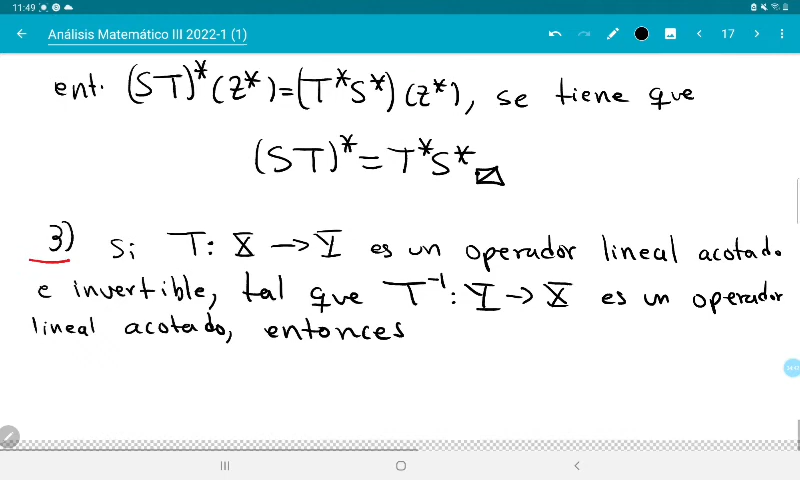 11:49
Análisis Matemático III 2022-1 (1)
17
ent. (ST)*(z*)=(T*S*)(z*), se tiene que
(ST)*=T*S*
3) Si T: X → Y es un operador lineal acotado
e invertible, tal que T⁻¹: Y → X es un operador
lineal acotado, entonces